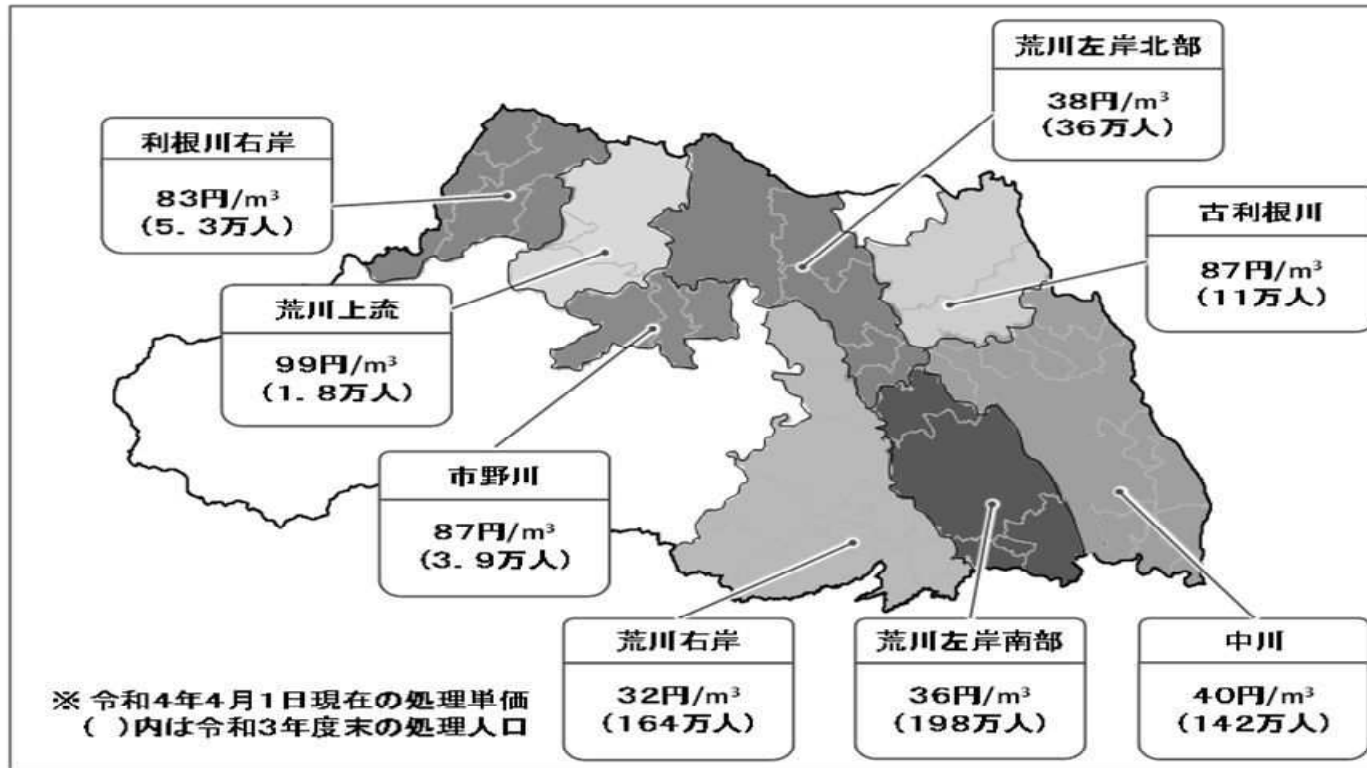 荒川左岸北部
38円/m³
(36万人)
利根川右岸
83円/m³
(5.3万人)
古利根川
87円/m³
(11万人)
荒川上流
99円/m³
(1.8万人)
市野川
87円/m³
(3.9万人)
荒川右岸
32円/m³
(164万人)
荒川左岸南部
36円/m³
(198万人)
中川
40円/m³
(142万人)
※ 令和4年4月1日現在の処理単価
( )内は令和3年度末の処理人口